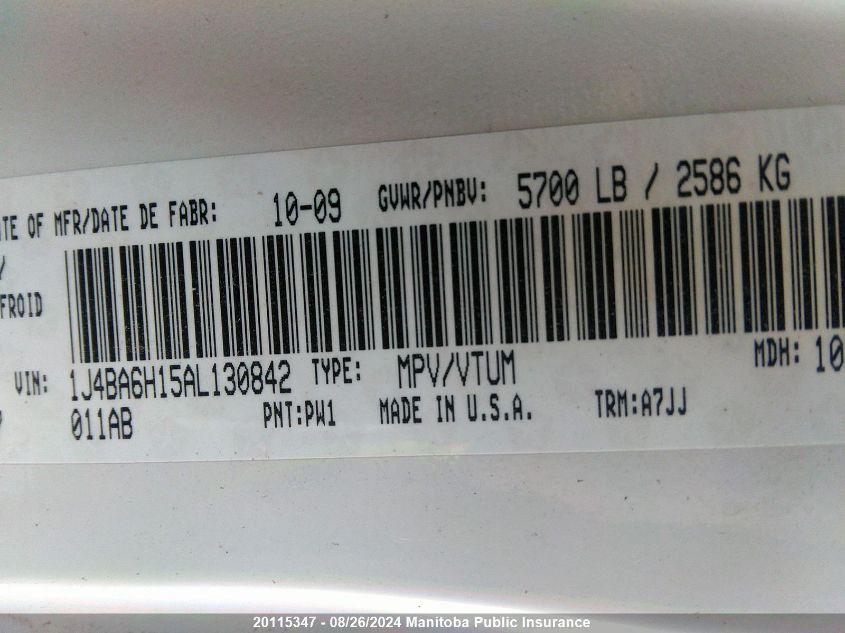 ATE OF MFR/DATE DE FABR: 10-09 GVWR/PNBV: 5700 LB / 2586 KG
/
FROID
VIN: 1J4BA6H15AL130842 TYPE: MPV/VTUM MDH: 10
011AB PNT:PW1 MADE IN U.S.A. TRM:A7JJ
20115347 - 08/26/2024 Manitoba Public Insurance